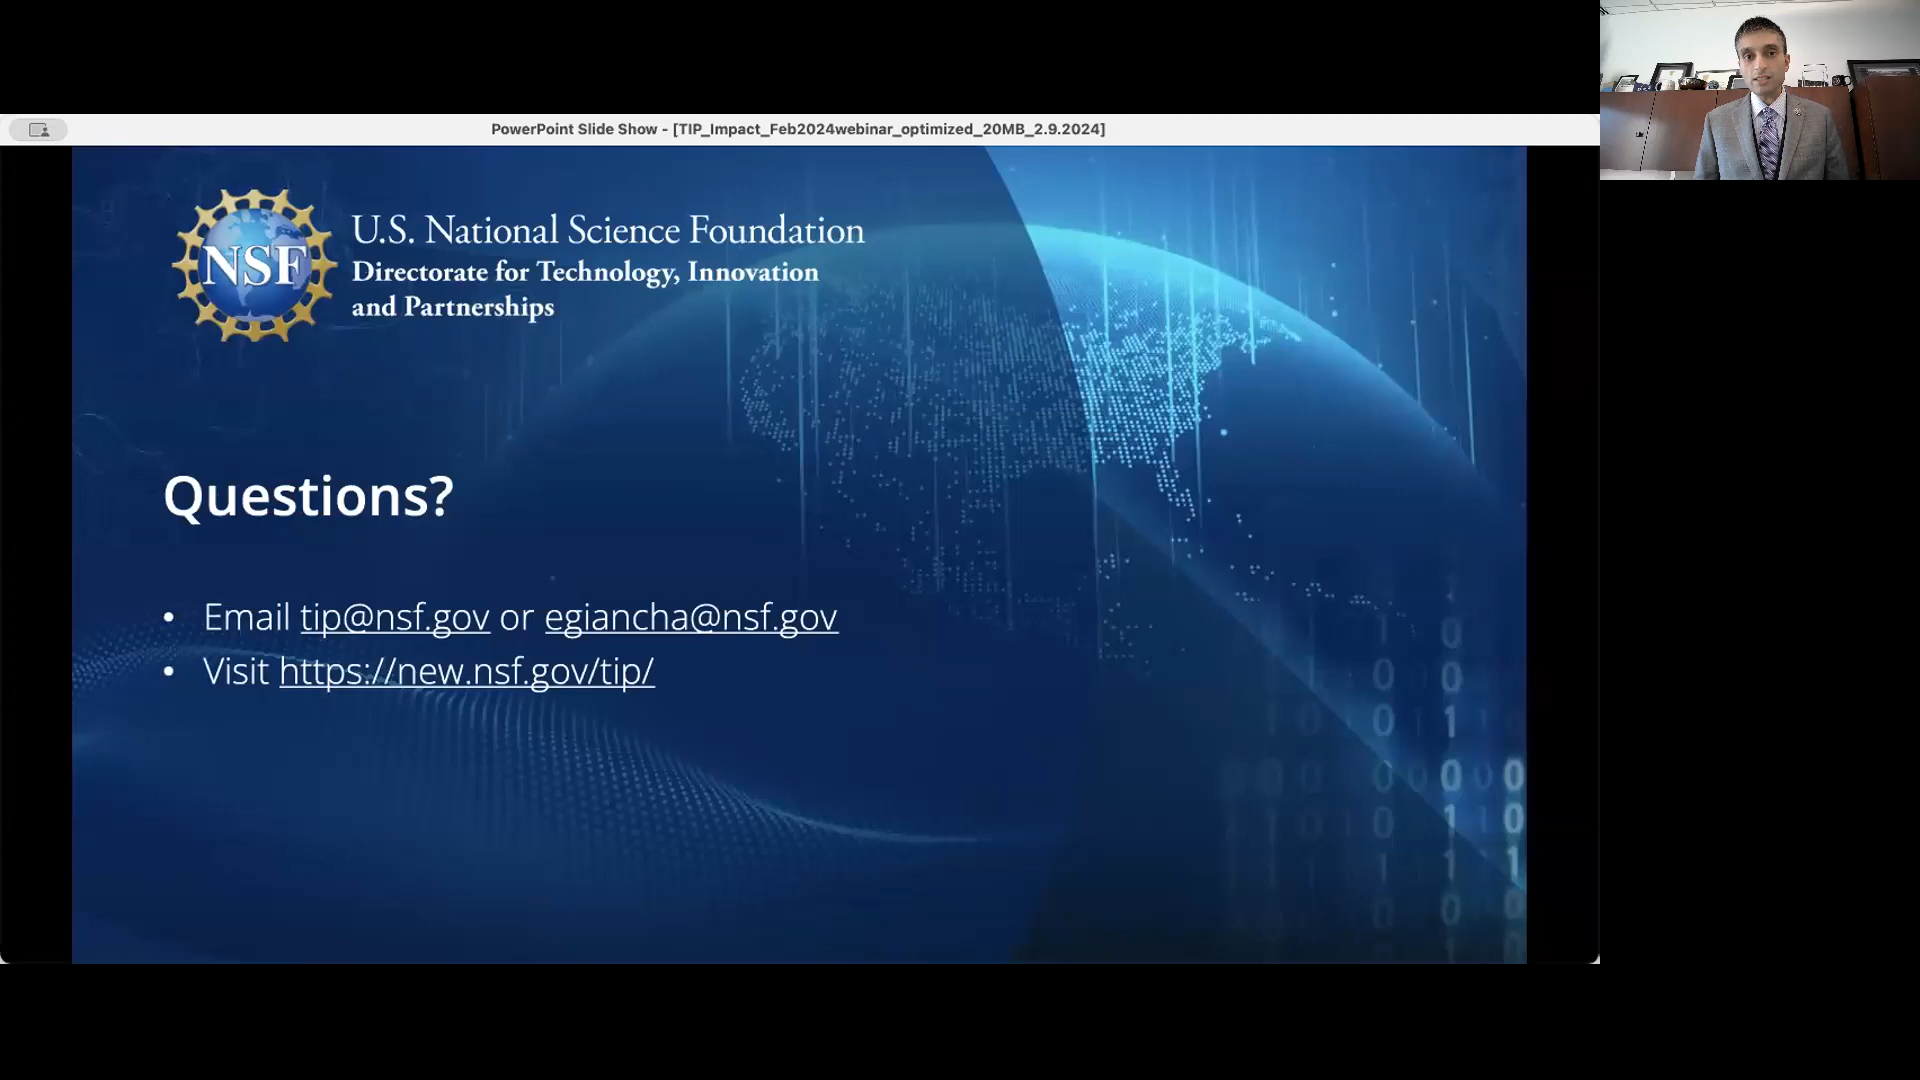 PowerPoint Slide Show - [TIP_Impact_Feb2024webinar_optimized_20MB_2.9.2024]
NSF
U.S. National Science Foundation
Directorate for Technology, Innovation
and Partnerships
Questions?
• Email tip@nsf.gov or egiancha@nsf.gov
• Visit https://new.nsf.gov/tip/